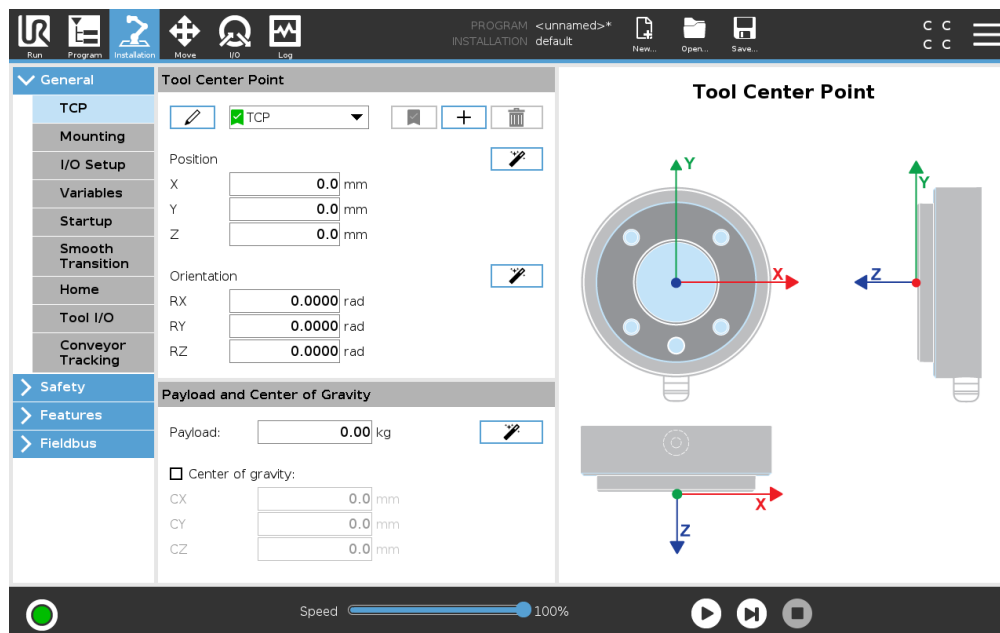 UR
Run
Program
Installation
Move
I/O
Log
PROGRAM <unnamed>*
INSTALLATION default
New...
Open...
Save...
C C
C C
General
TCP
Mounting
I/O Setup
Variables
Startup
Smooth
Transition
Home
Tool I/O
Conveyor
Tracking
Safety
Features
Fieldbus
Tool Center Point
TCP
Position
X 0.0 mm
Y 0.0 mm
Z 0.0 mm
Orientation
RX 0.0000 rad
RY 0.0000 rad
RZ 0.0000 rad
Payload and Center of Gravity
Payload: 0.00 kg
Center of gravity:
CX 0.0 mm
CY 0.0 mm
CZ 0.0 mm
Tool Center Point
Y
X
Y
Z
X
Z
Speed 100%